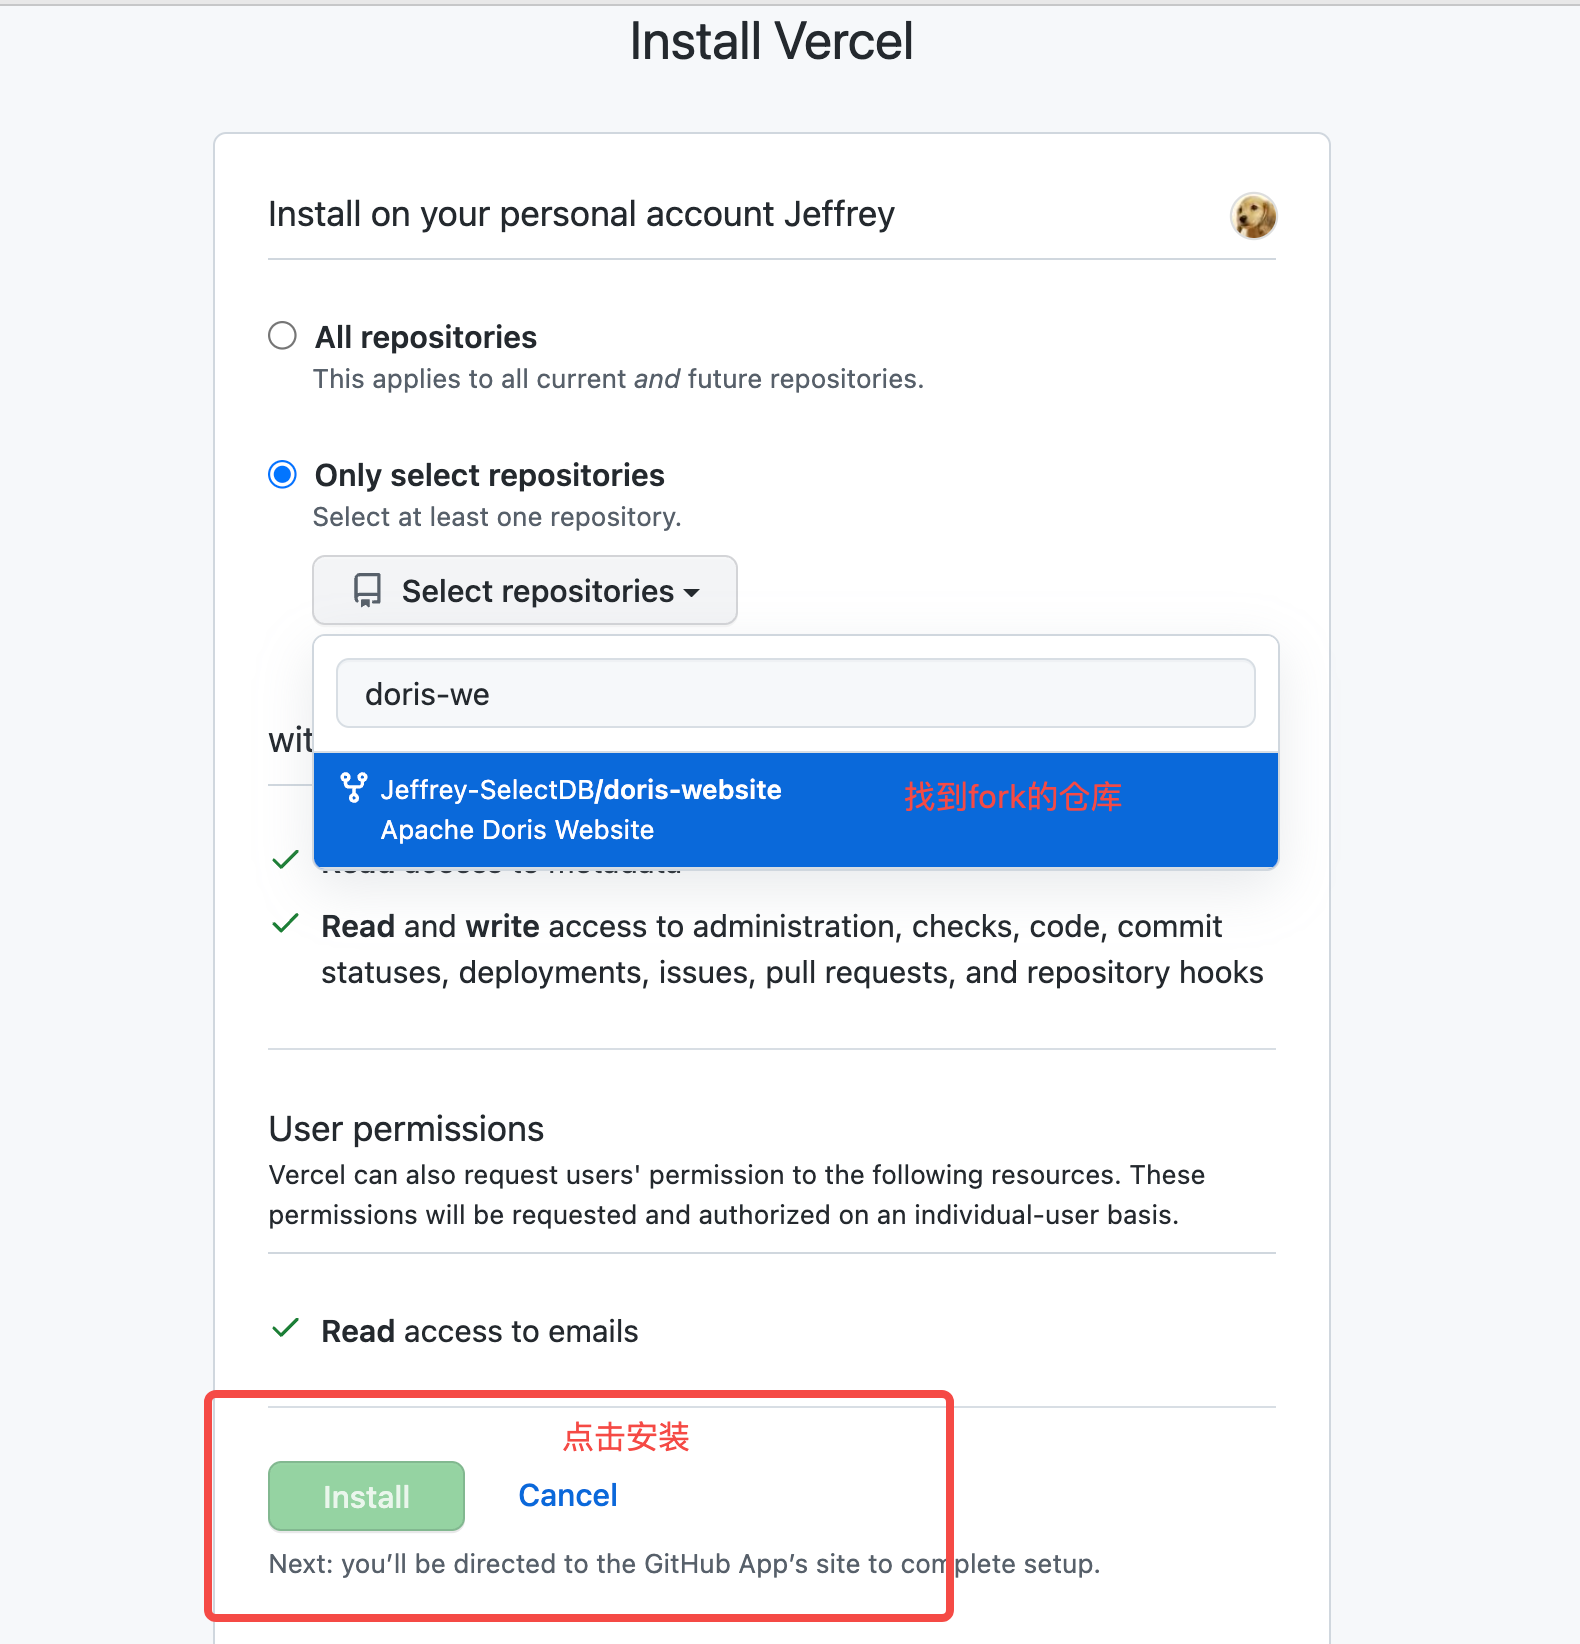 Install Vercel
Install on your personal account Jeffrey
All repositories
This applies to all current and future repositories.
Only select repositories
Select at least one repository.
Select repositories
doris-we
wit
Jeffrey-SelectDB/doris-website
找到fork的仓库
Apache Doris Website
Read access to metadata
Read and write access to administration, checks, code, commit
statuses, deployments, issues, pull requests, and repository hooks
User permissions
Vercel can also request users' permission to the following resources. These
permissions will be requested and authorized on an individual-user basis.
Read access to emails
点击安装
Install
Cancel
Next: you’ll be directed to the GitHub App’s site to complete setup.